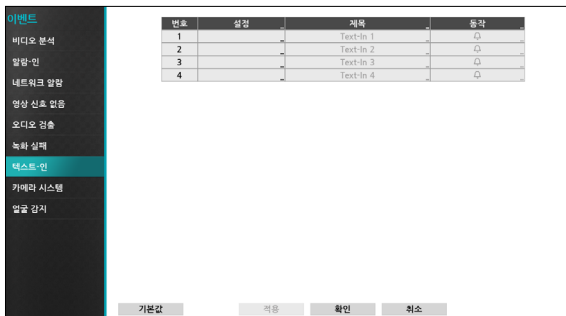 이벤트
비디오 분석
알람-인
네트워크 알람
영상 신호 없음
오디오 검출
녹화 실패
텍스트-인
카메라 시스템
얼굴 감지
번호 설정 제목 동작
1 Text-In 1
2 Text-In 2
3 Text-In 3
4 Text-In 4
기본값 적용 확인 취소